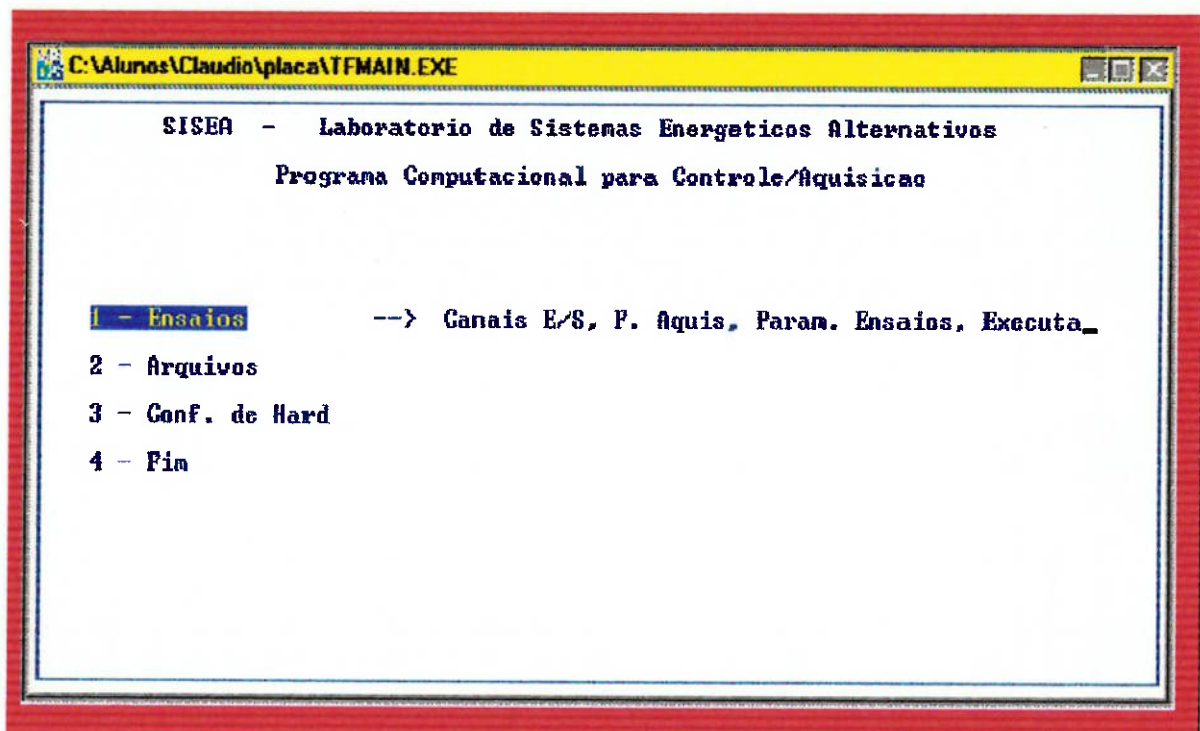 C:\Alunos\Claudio\placa\TFMAIN.EXE
SISEA - Laboratorio de Sistemas Energeticos Alternativos
Programa Computacional para Controle/Aquisicao
1 - Ensaios --> Canais E/S, F. Aquis, Param. Ensaios, Executa_
2 - Arquivos
3 - Conf. de Hard
4 - Fim